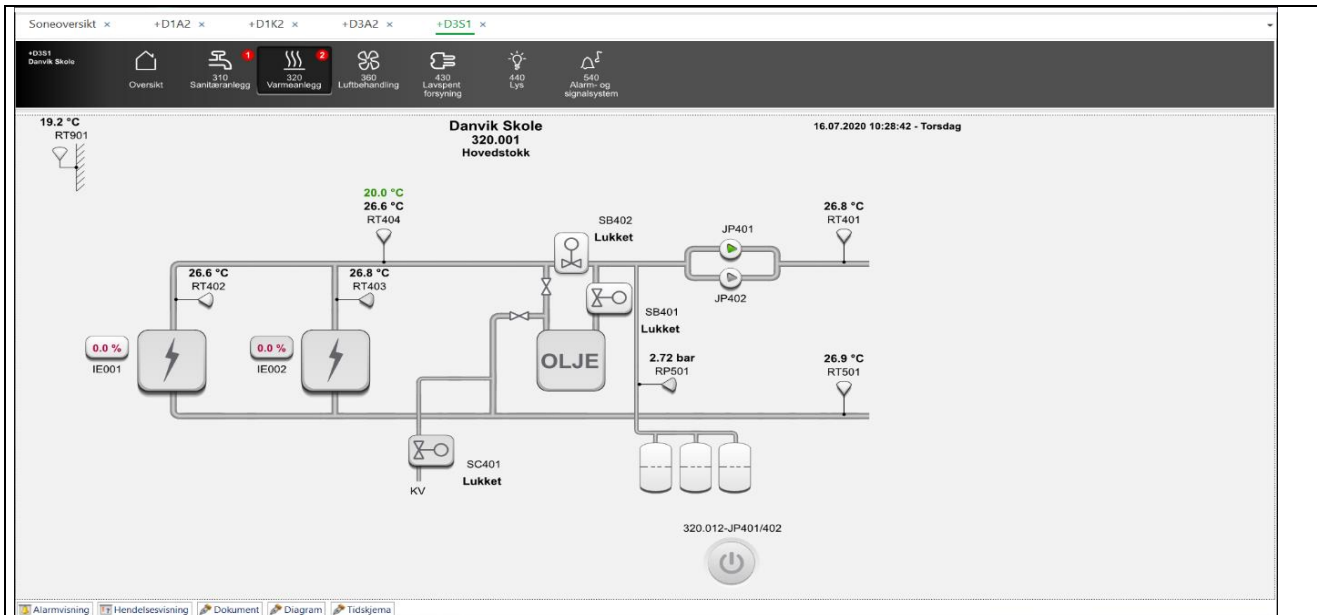 Soneoversikt × +D1A2 × +D1K2 × +D3A2 × +D3S1 ×
+D3S1
Danvik Skole
Oversikt
310
Sanitæranlegg
1
320
Varmeanlegg
2
360
Luftbehandling
430
Lavspent
forsyning
440
Lys
540
Alarm- og
signalsystem
19.2 °C
RT901
Danvik Skole
320.001
Hovedstokk
16.07.2020 10:28:42 - Torsdag
20.0 °C
26.6 °C
RT404
SB402
Lukket
JP401
26.8 °C
RT401
26.6 °C
RT402
26.8 °C
RT403
JP402
SB401
Lukket
0.0 %
IE001
0.0 %
IE002
OLJE
2.72 bar
RP501
26.9 °C
RT501
SC401
Lukket
KV
320.012-JP401/402
Alarmvisning Hendelsesvisning Dokument Diagram Tidskjema